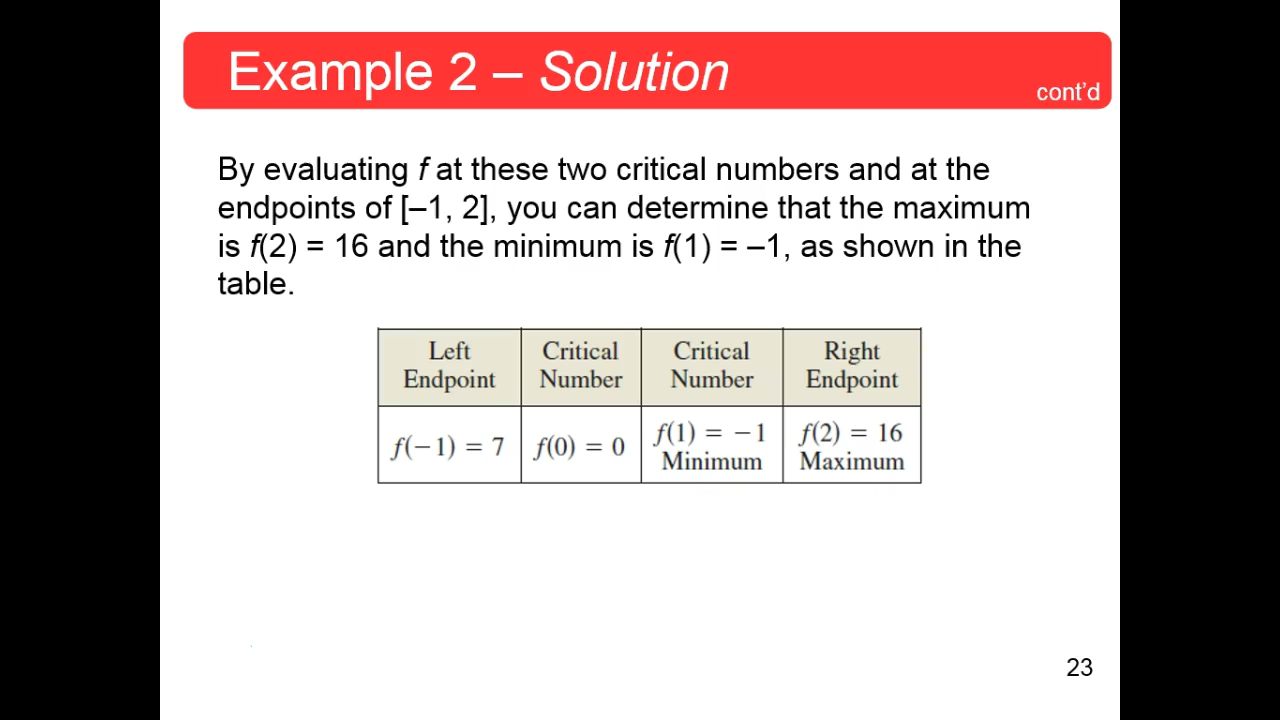 Example 2 – Solution
cont’d
By evaluating f at these two critical numbers and at the
endpoints of [–1, 2], you can determine that the maximum
is f(2) = 16 and the minimum is f(1) = –1, as shown in the
table.
Left Endpoint
Critical Number
Critical Number
Right Endpoint
f(−1) = 7
f(0) = 0
f(1) = −1
Minimum
f(2) = 16
Maximum
23